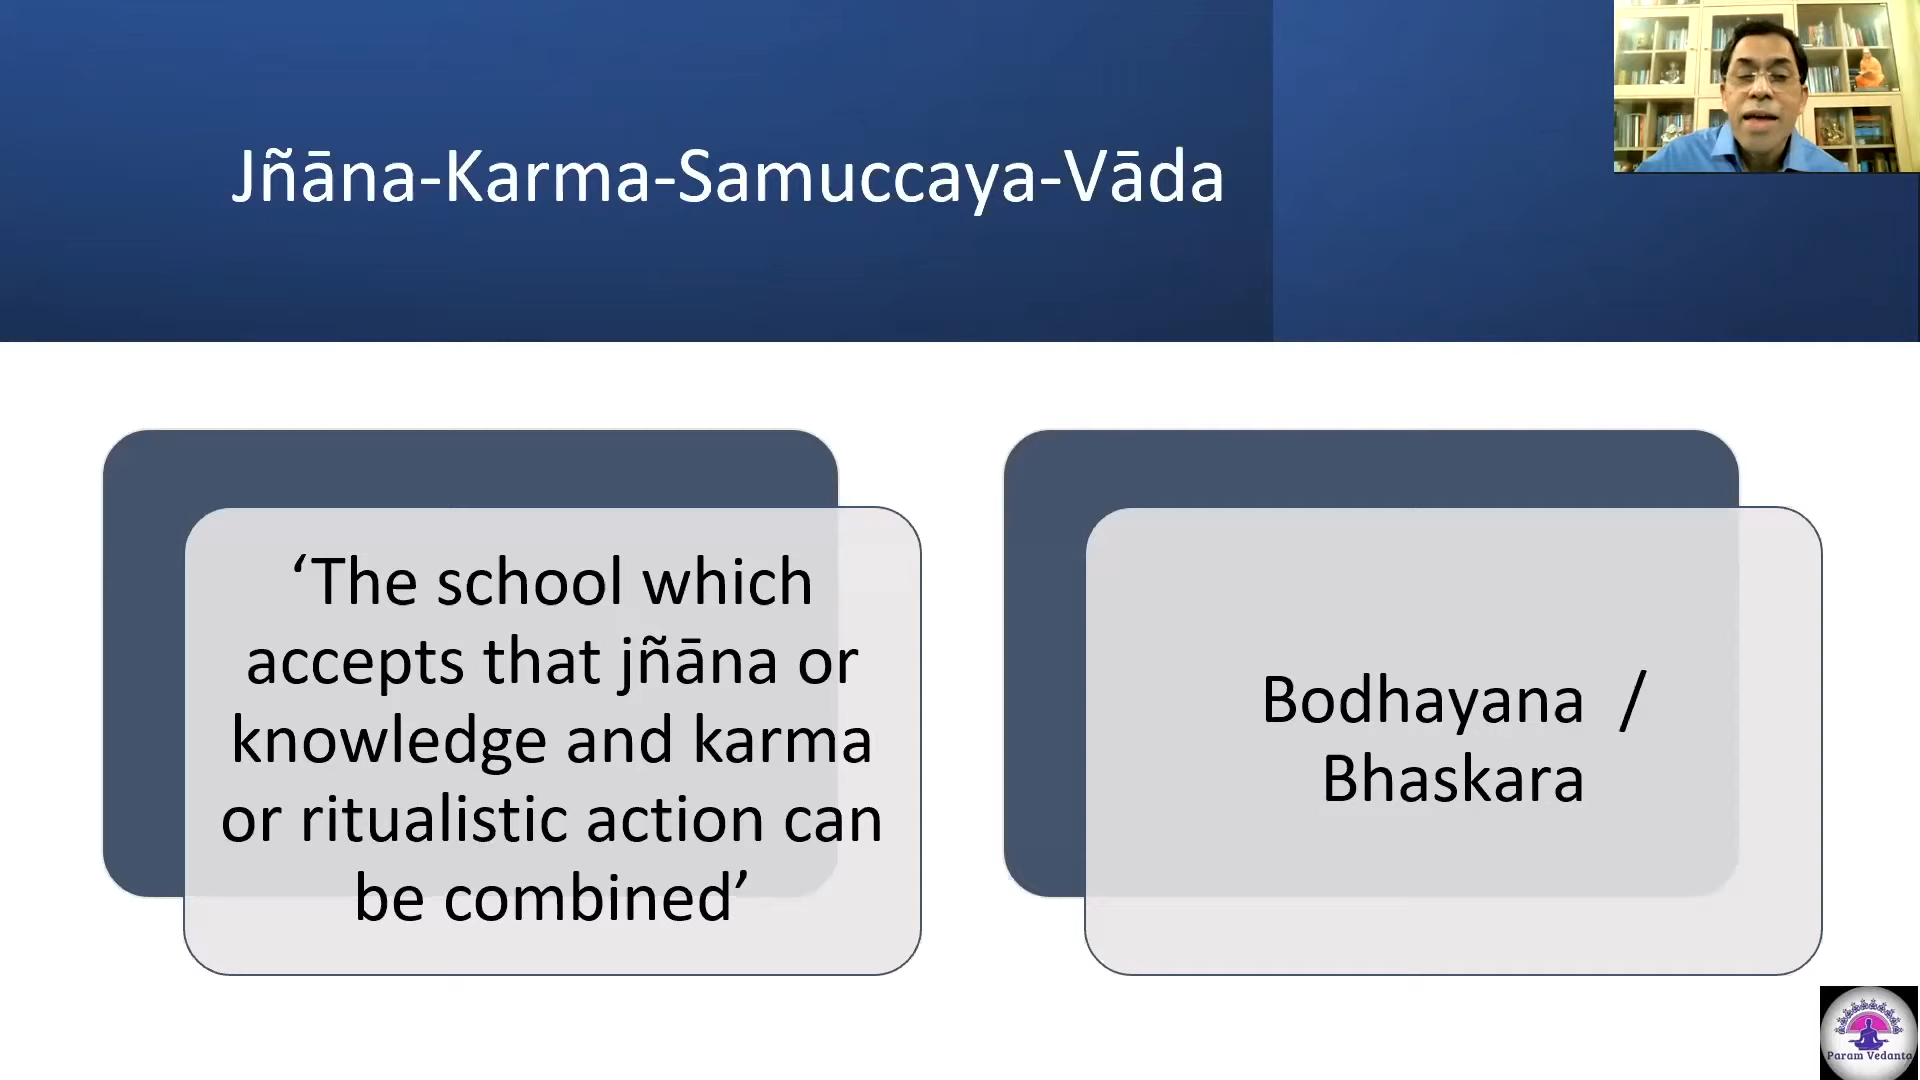 Jñāna-Karma-Samuccaya-Vāda
‘The school which
accepts that jñāna or
knowledge and karma
or ritualistic action can
be combined’
Bodhayana /
Bhaskara
Param Vedanta